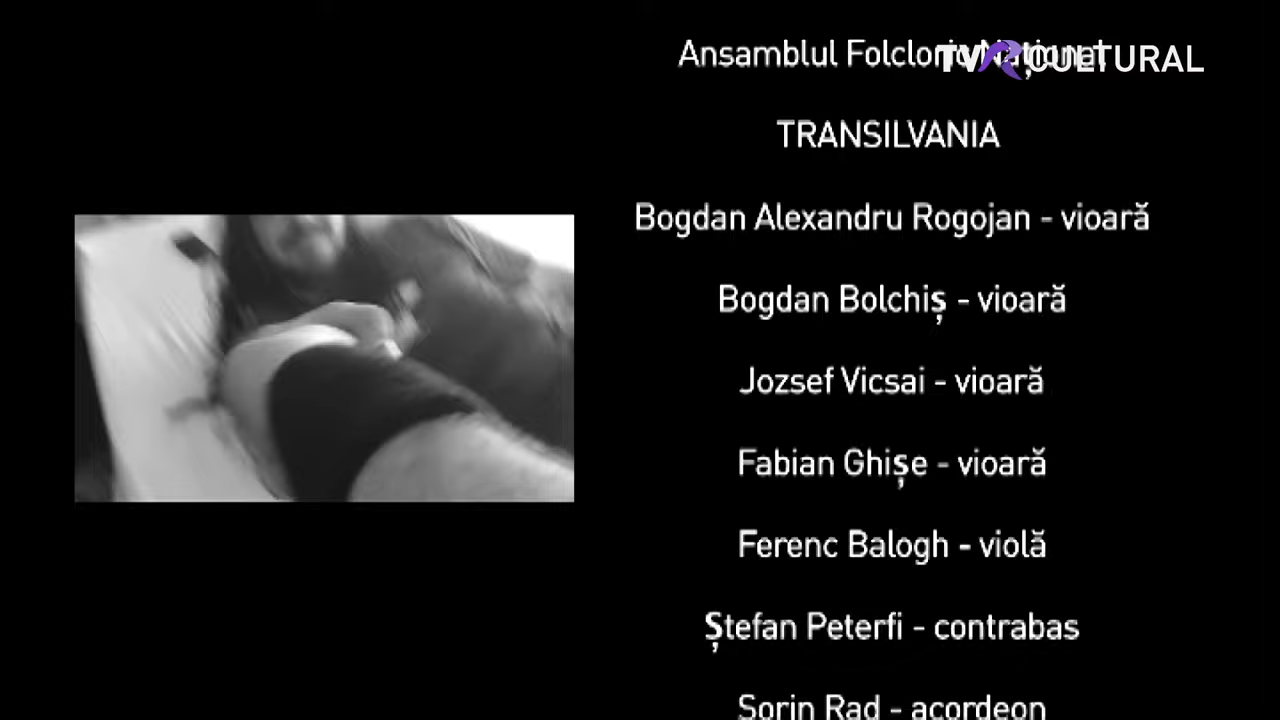 Ansamblul Folcloric Național
TVR CULTURAL
TRANSILVANIA
Bogdan Alexandru Rogojan - vioară
Bogdan Bolchiș - vioară
Jozsef Vicsai - vioară
Fabian Ghișe - vioară
Ferenc Balogh - violă
Ștefan Peterfi - contrabas
Sorin Rad - acordeon